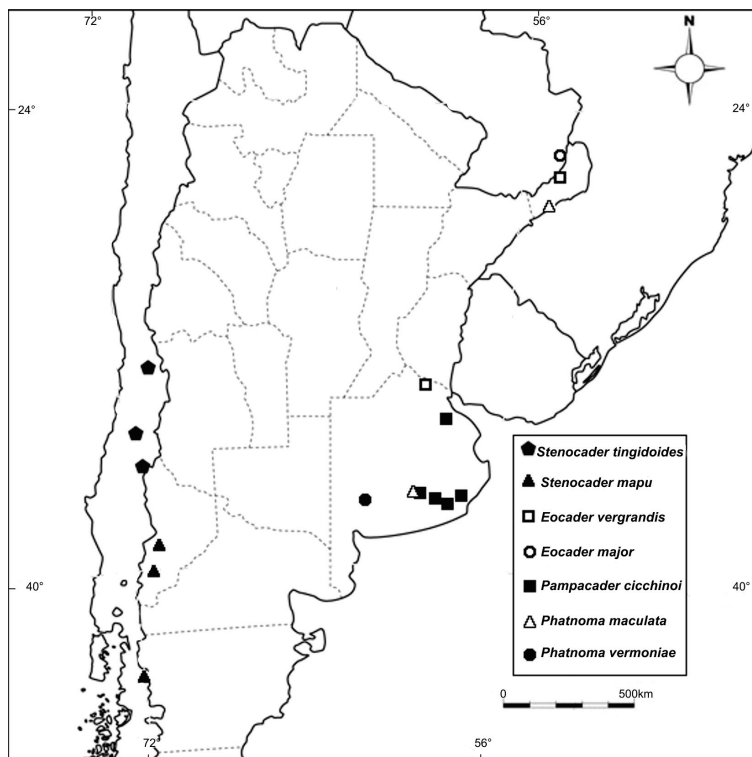 72°
56°
24°
24°
Stenocader tingidoides
Stenocader mapu
Eocader vergrandis
Eocader major
Pampacader cicchinoi
Phatnoma maculata
Phatnoma vermoniae
40°
40°
0
500km
72°
56°